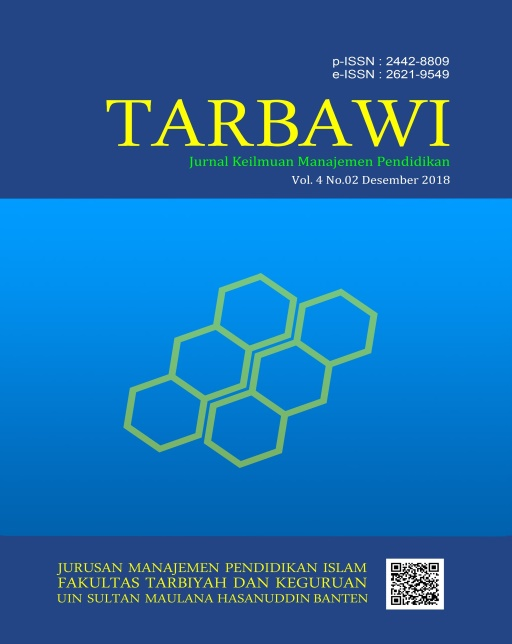 p-ISSN : 2442-8809
e-ISSN : 2621-9549
TARBAWI
Jurnal Keilmuan Manajemen Pendidikan
Vol. 4 No.02 Desember 2018
JURUSAN MANAJEMEN PENDIDIKAN ISLAM
FAKULTAS TARBIYAH DAN KEGURUAN
UIN SULTAN MAULANA HASANUDDIN BANTEN